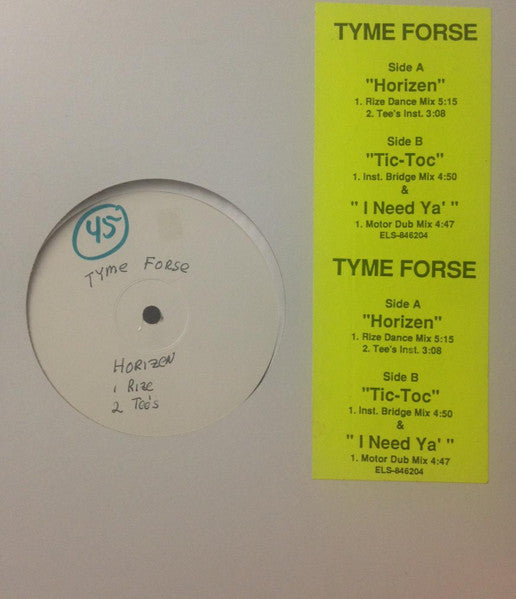 TYME FORSE
Side A
"Horizen"
1. Rize Dance Mix 5:15
2. Tee's Inst. 3:08
Side B
"Tic-Toc"
1. Inst. Bridge Mix 4:50
&
" I Need Ya' "
1. Motor Dub Mix 4:47
ELS-846204
TYME FORSE
Side A
"Horizen"
1. Rize Dance Mix 5:15
2. Tee's Inst. 3:08
Side B
"Tic-Toc"
1. Inst. Bridge Mix 4:50
&
" I Need Ya' "
1. Motor Dub Mix 4:47
ELS-846204
45
TYME FORSE
HORIZEN
1 RIZE
2 Tee's